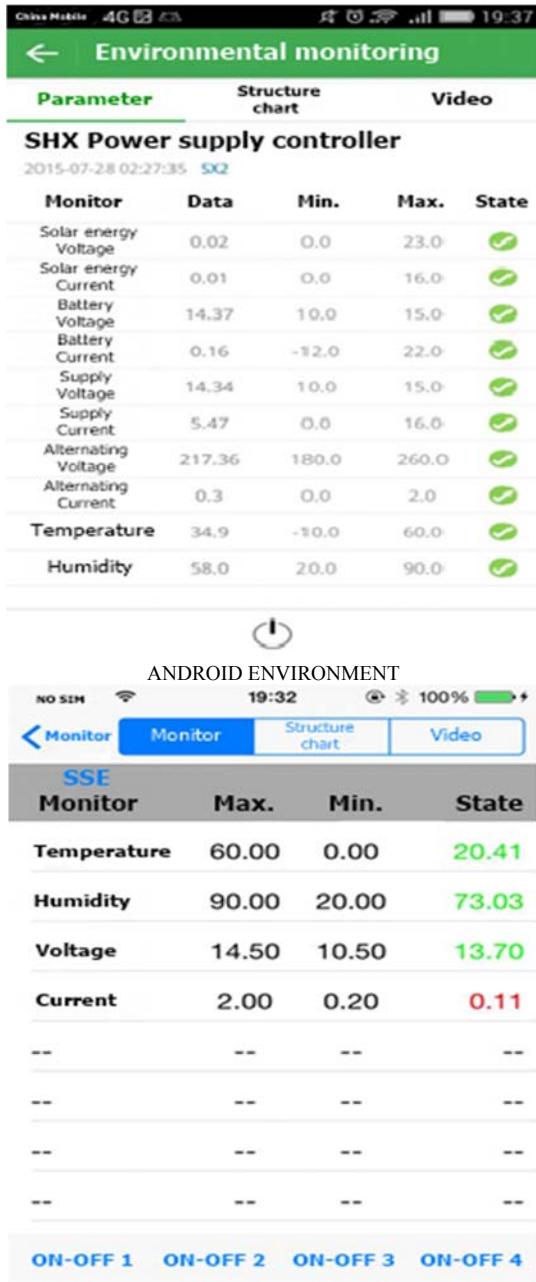 China Mobile 4G 19:37
← Environmental monitoring
Parameter Structure chart Video
SHX Power supply controller
2015-07-28 02:27:35 SX2
Monitor Data Min. Max. State
Solar energy Voltage 0.02 0.0 23.0
Solar energy Current 0.01 0.0 16.0
Battery Voltage 14.37 10.0 15.0
Battery Current 0.16 -12.0 22.0
Supply Voltage 14.34 10.0 15.0
Supply Current 5.47 0.0 16.0
Alternating Voltage 217.36 180.0 260.0
Alternating Current 0.3 0.0 2.0
Temperature 34.9 -10.0 60.0
Humidity 58.0 20.0 90.0
ANDROID ENVIRONMENT
NO SIM 19:32 100%
Monitor Monitor Structure chart Video
SSE
Monitor Max. Min. State
Temperature 60.00 0.00 20.41
Humidity 90.00 20.00 73.03
Voltage 14.50 10.50 13.70
Current 2.00 0.20 0.11
-- -- -- --
-- -- -- --
-- -- -- --
-- -- -- --
ON-OFF 1 ON-OFF 2 ON-OFF 3 ON-OFF 4